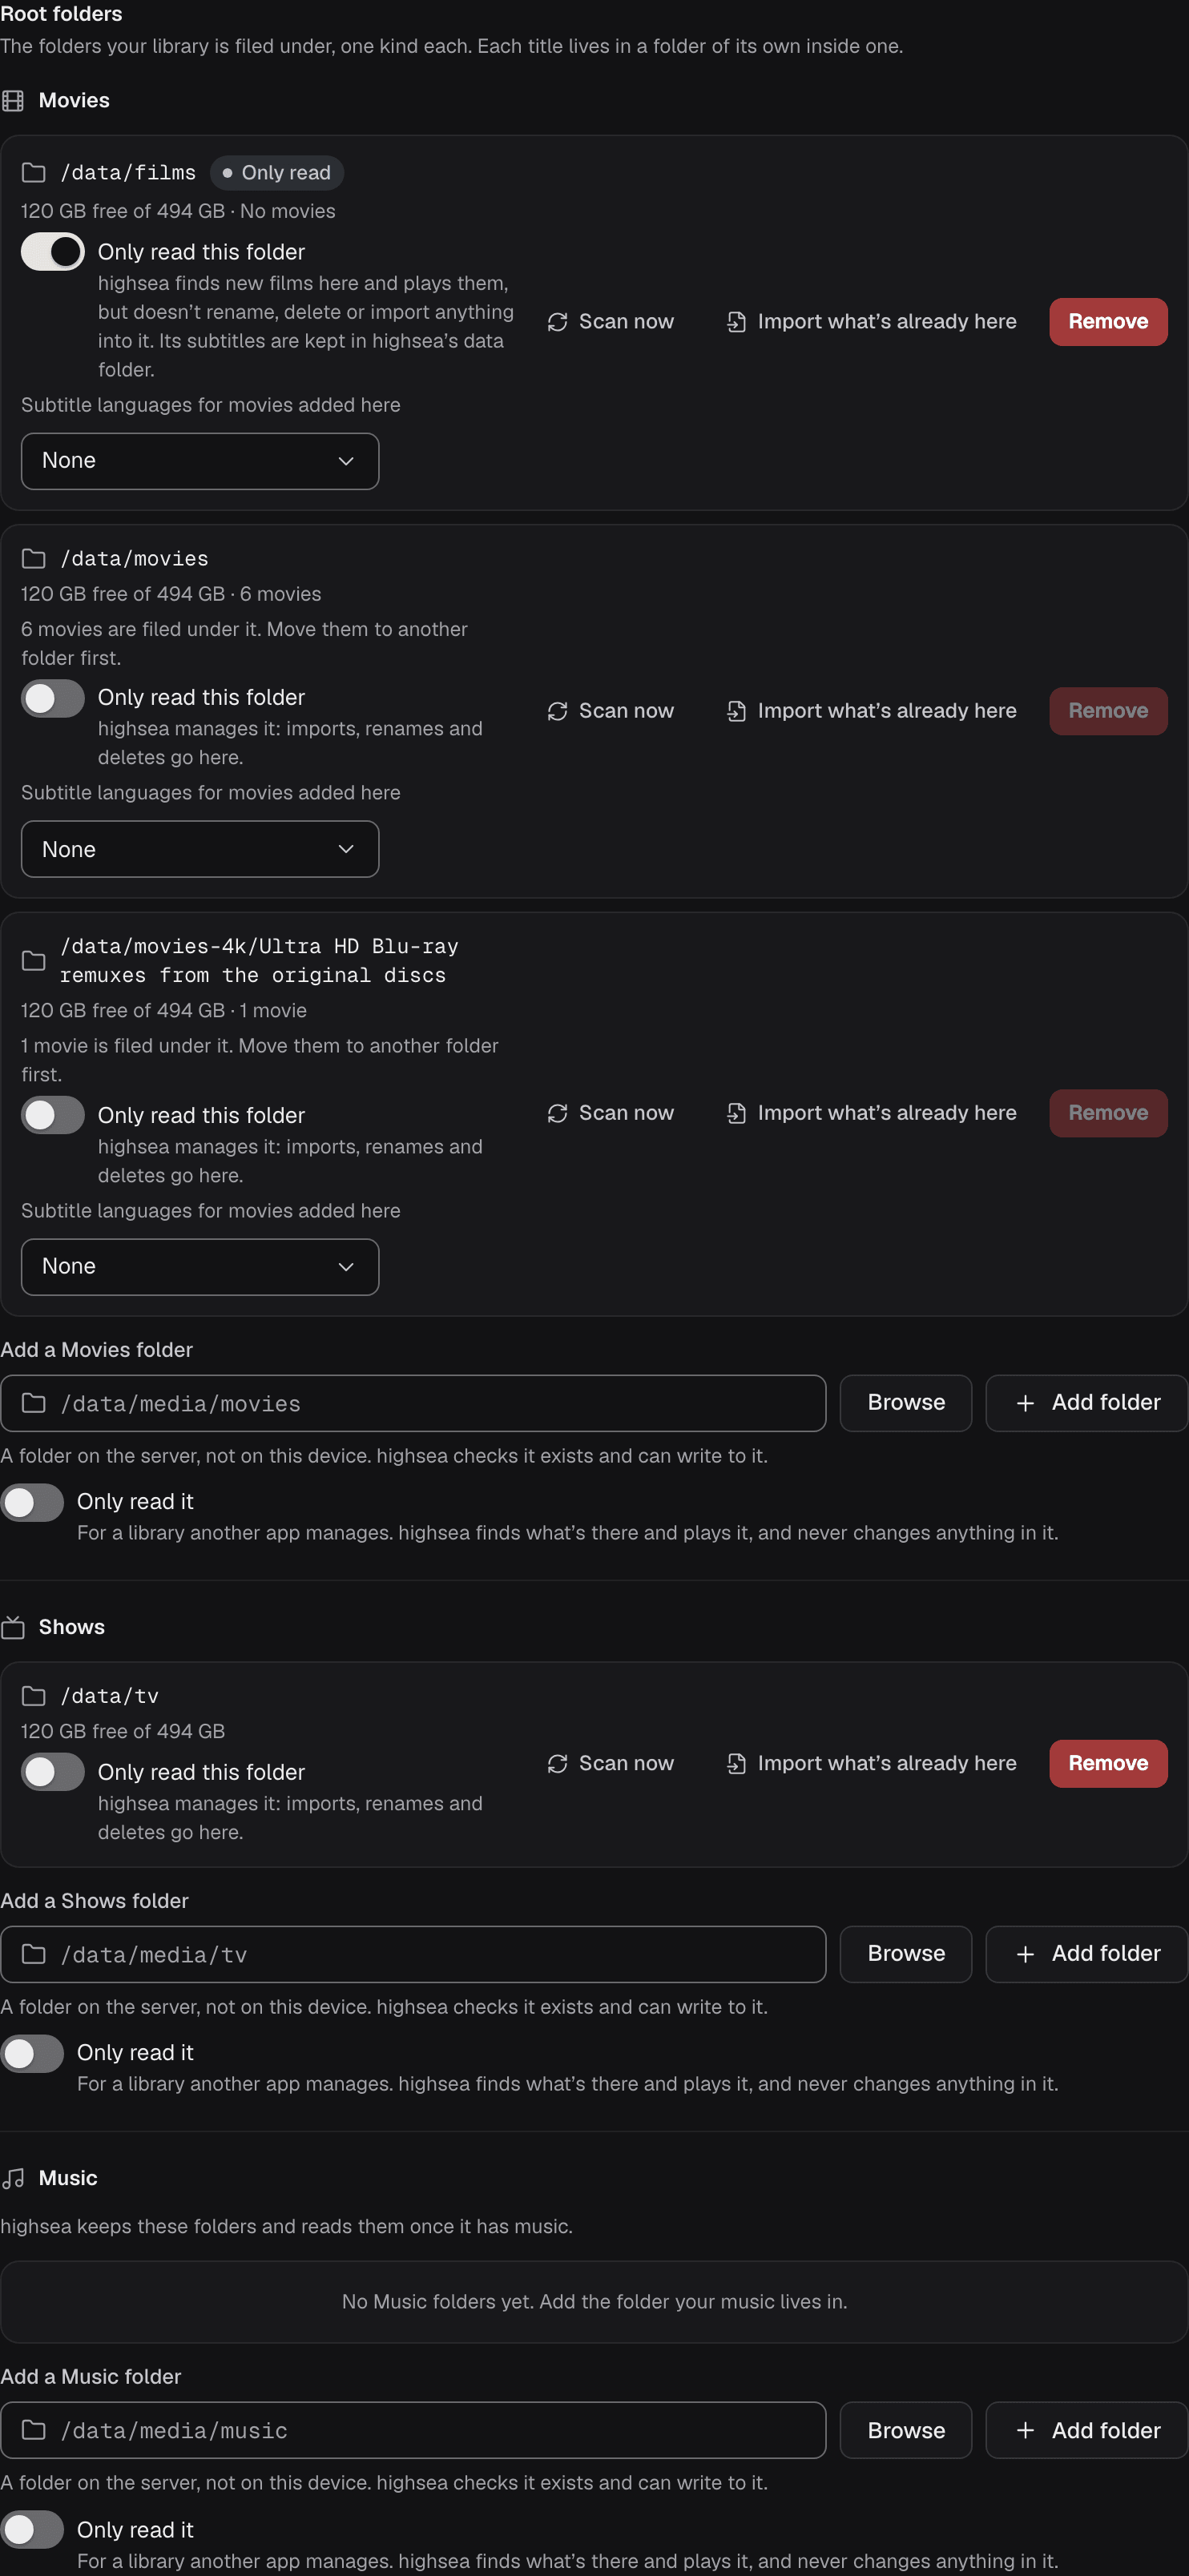 Root folders
The folders your library is filed under, one kind each. Each title lives in a folder of its own inside one.
Movies
/data/films
Only read
120 GB free of 494 GB · No movies
Only read this folder
highsea finds new films here and plays them,
but doesn’t rename, delete or import anything
into it. Its subtitles are kept in highsea’s data
folder.
Scan now
Import what’s already here
Remove
Subtitle languages for movies added here
None
/data/movies
120 GB free of 494 GB · 6 movies
6 movies are filed under it. Move them to another
folder first.
Only read this folder
highsea manages it: imports, renames and
deletes go here.
Scan now
Import what’s already here
Remove
Subtitle languages for movies added here
None
/data/movies-4k/Ultra HD Blu-ray
remuxes from the original discs
120 GB free of 494 GB · 1 movie
1 movie is filed under it. Move them to another folder
first.
Only read this folder
highsea manages it: imports, renames and
deletes go here.
Scan now
Import what’s already here
Remove
Subtitle languages for movies added here
None
Add a Movies folder
/data/media/movies
Browse
Add folder
A folder on the server, not on this device. highsea checks it exists and can write to it.
Only read it
For a library another app manages. highsea finds what’s there and plays it, and never changes anything in it.
Shows
/data/tv
120 GB free of 494 GB
Only read this folder
highsea manages it: imports, renames and
deletes go here.
Scan now
Import what’s already here
Remove
Add a Shows folder
/data/media/tv
Browse
Add folder
A folder on the server, not on this device. highsea checks it exists and can write to it.
Only read it
For a library another app manages. highsea finds what’s there and plays it, and never changes anything in it.
Music
highsea keeps these folders and reads them once it has music.
No Music folders yet. Add the folder your music lives in.
Add a Music folder
/data/media/music
Browse
Add folder
A folder on the server, not on this device. highsea checks it exists and can write to it.
Only read it
For a library another app manages. highsea finds what’s there and plays it, and never changes anything in it.